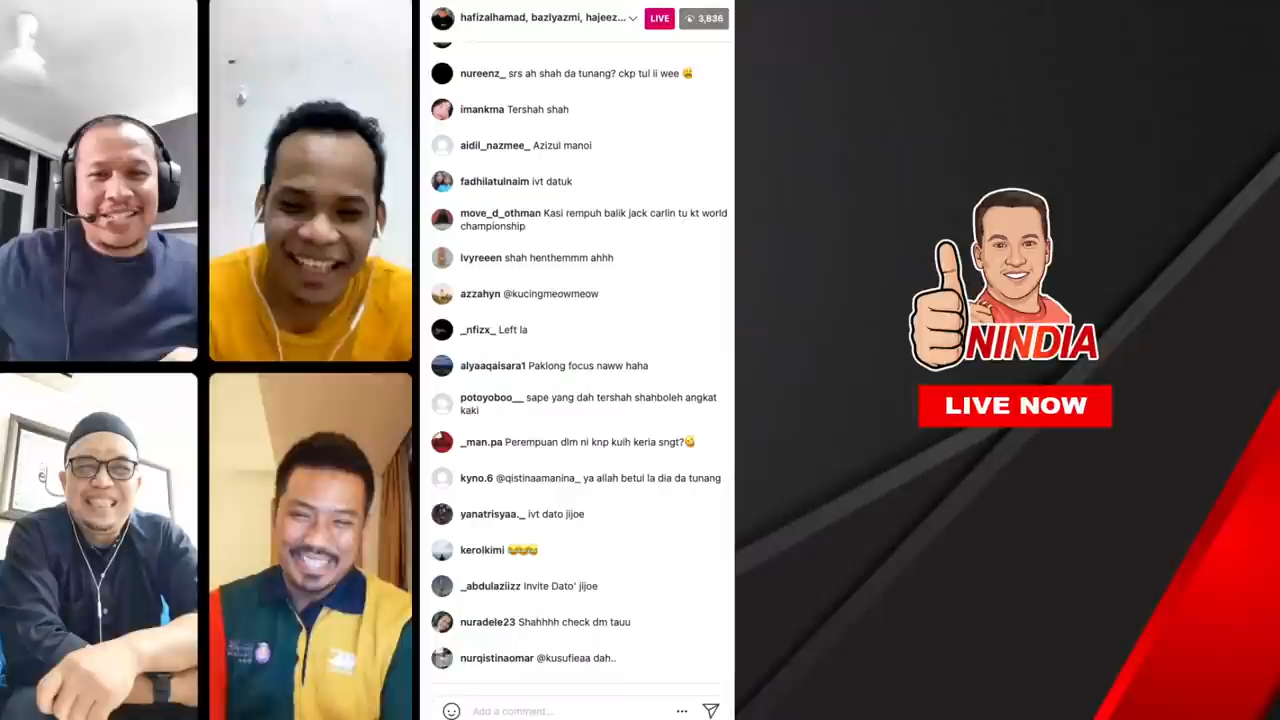 hafizalhamad, bazlyazmi, hajeez...
LIVE
3,836
nureenz_ srs ah shah da tunang? ckp tul ii wee 😩
imankma Tershah shah
aidil_nazmee_ Azizul manoi
fadhilatulnaim ivt datuk
move_d_othman Kasi rempuh balik jack carlin tu kt world
championship
lvyreeen shah henthemmm ahhh
azzahyn @kucingmeowmeow
_nfizx_ Left la
alyaaqaisara1 Paklong focus naww haha
potoyoboo__ sape yang dah tershah shahboleh angkat
kaki
_man.pa Perempuan dlm ni knp kuih keria sngt?🤪
kyno.6 @qistinaamanina_ ya allah betul la dia da tunang
yanatrisyaa._ ivt dato jijoe
kerolkimi 😂😂😂
_abdulaziizz Invite Dato' jijoe
nuradele23 Shahhhh check dm tauu
nurqistinaomar @kusufieaa dah..
Add a comment...
NINDIA
LIVE NOW